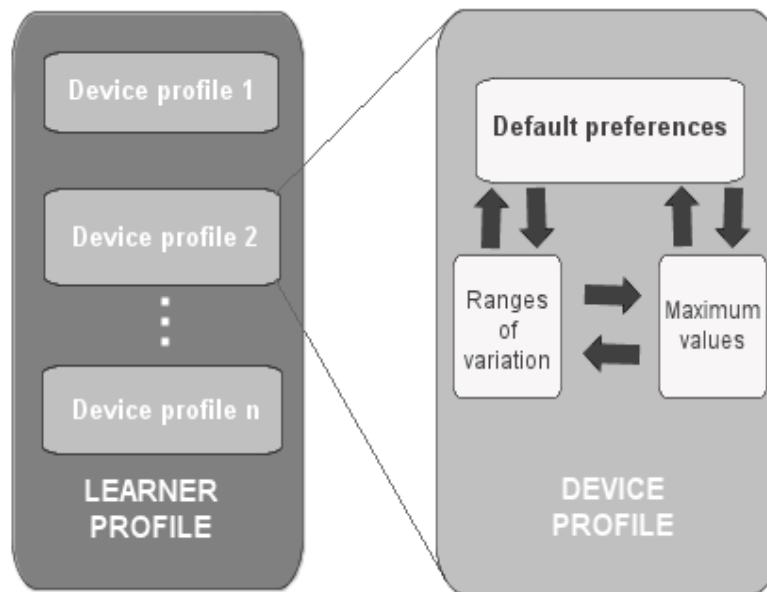 Device profile 1
Device profile 2
Device profile n
LEARNER
PROFILE
Default preferences
Ranges
of
variation
Maximum
values
DEVICE
PROFILE